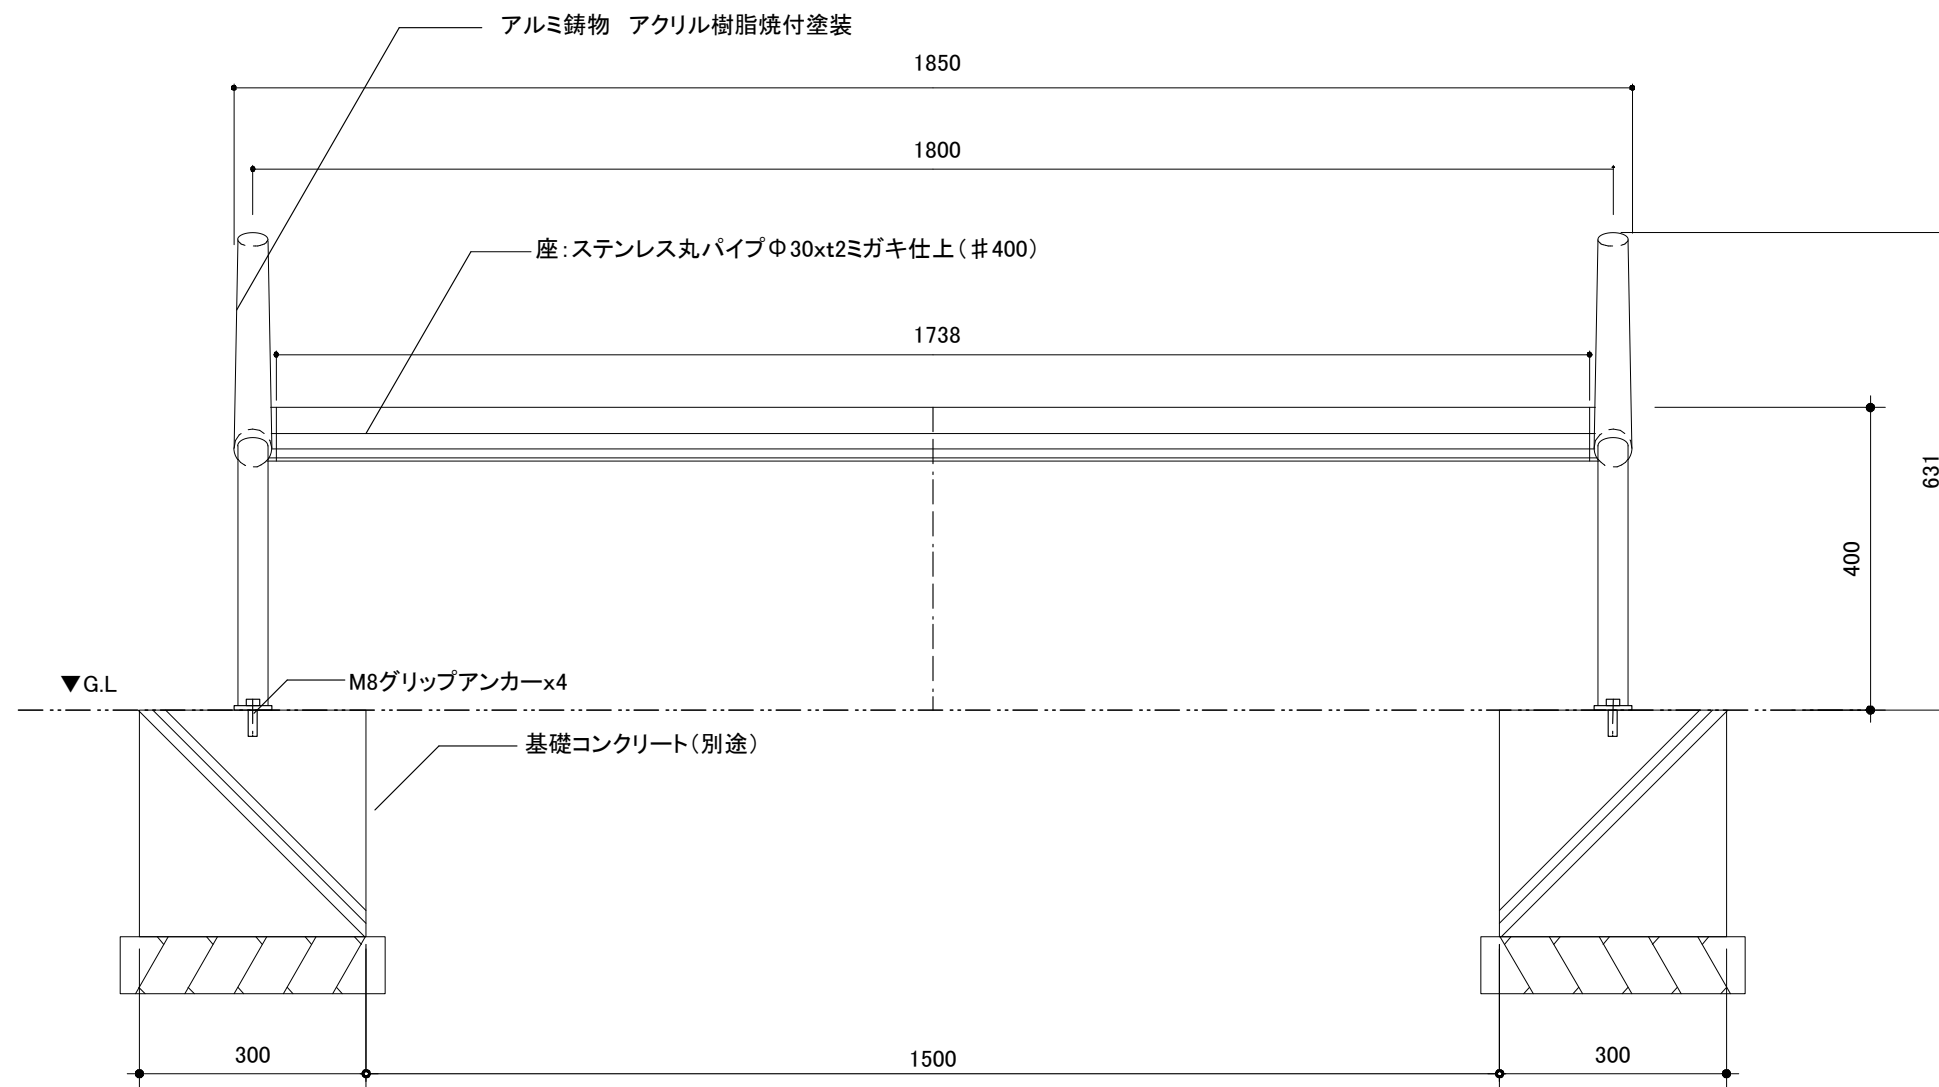 アルミ鋳物 アクリル樹脂焼付塗装
1850
1800
座:ステンレス丸パイプΦ30xt2ミガキ仕上(♯400)
1738
631
400
▼G.L
M8グリップアンカーx4
基礎コンクリート(別途)
300
1500
300